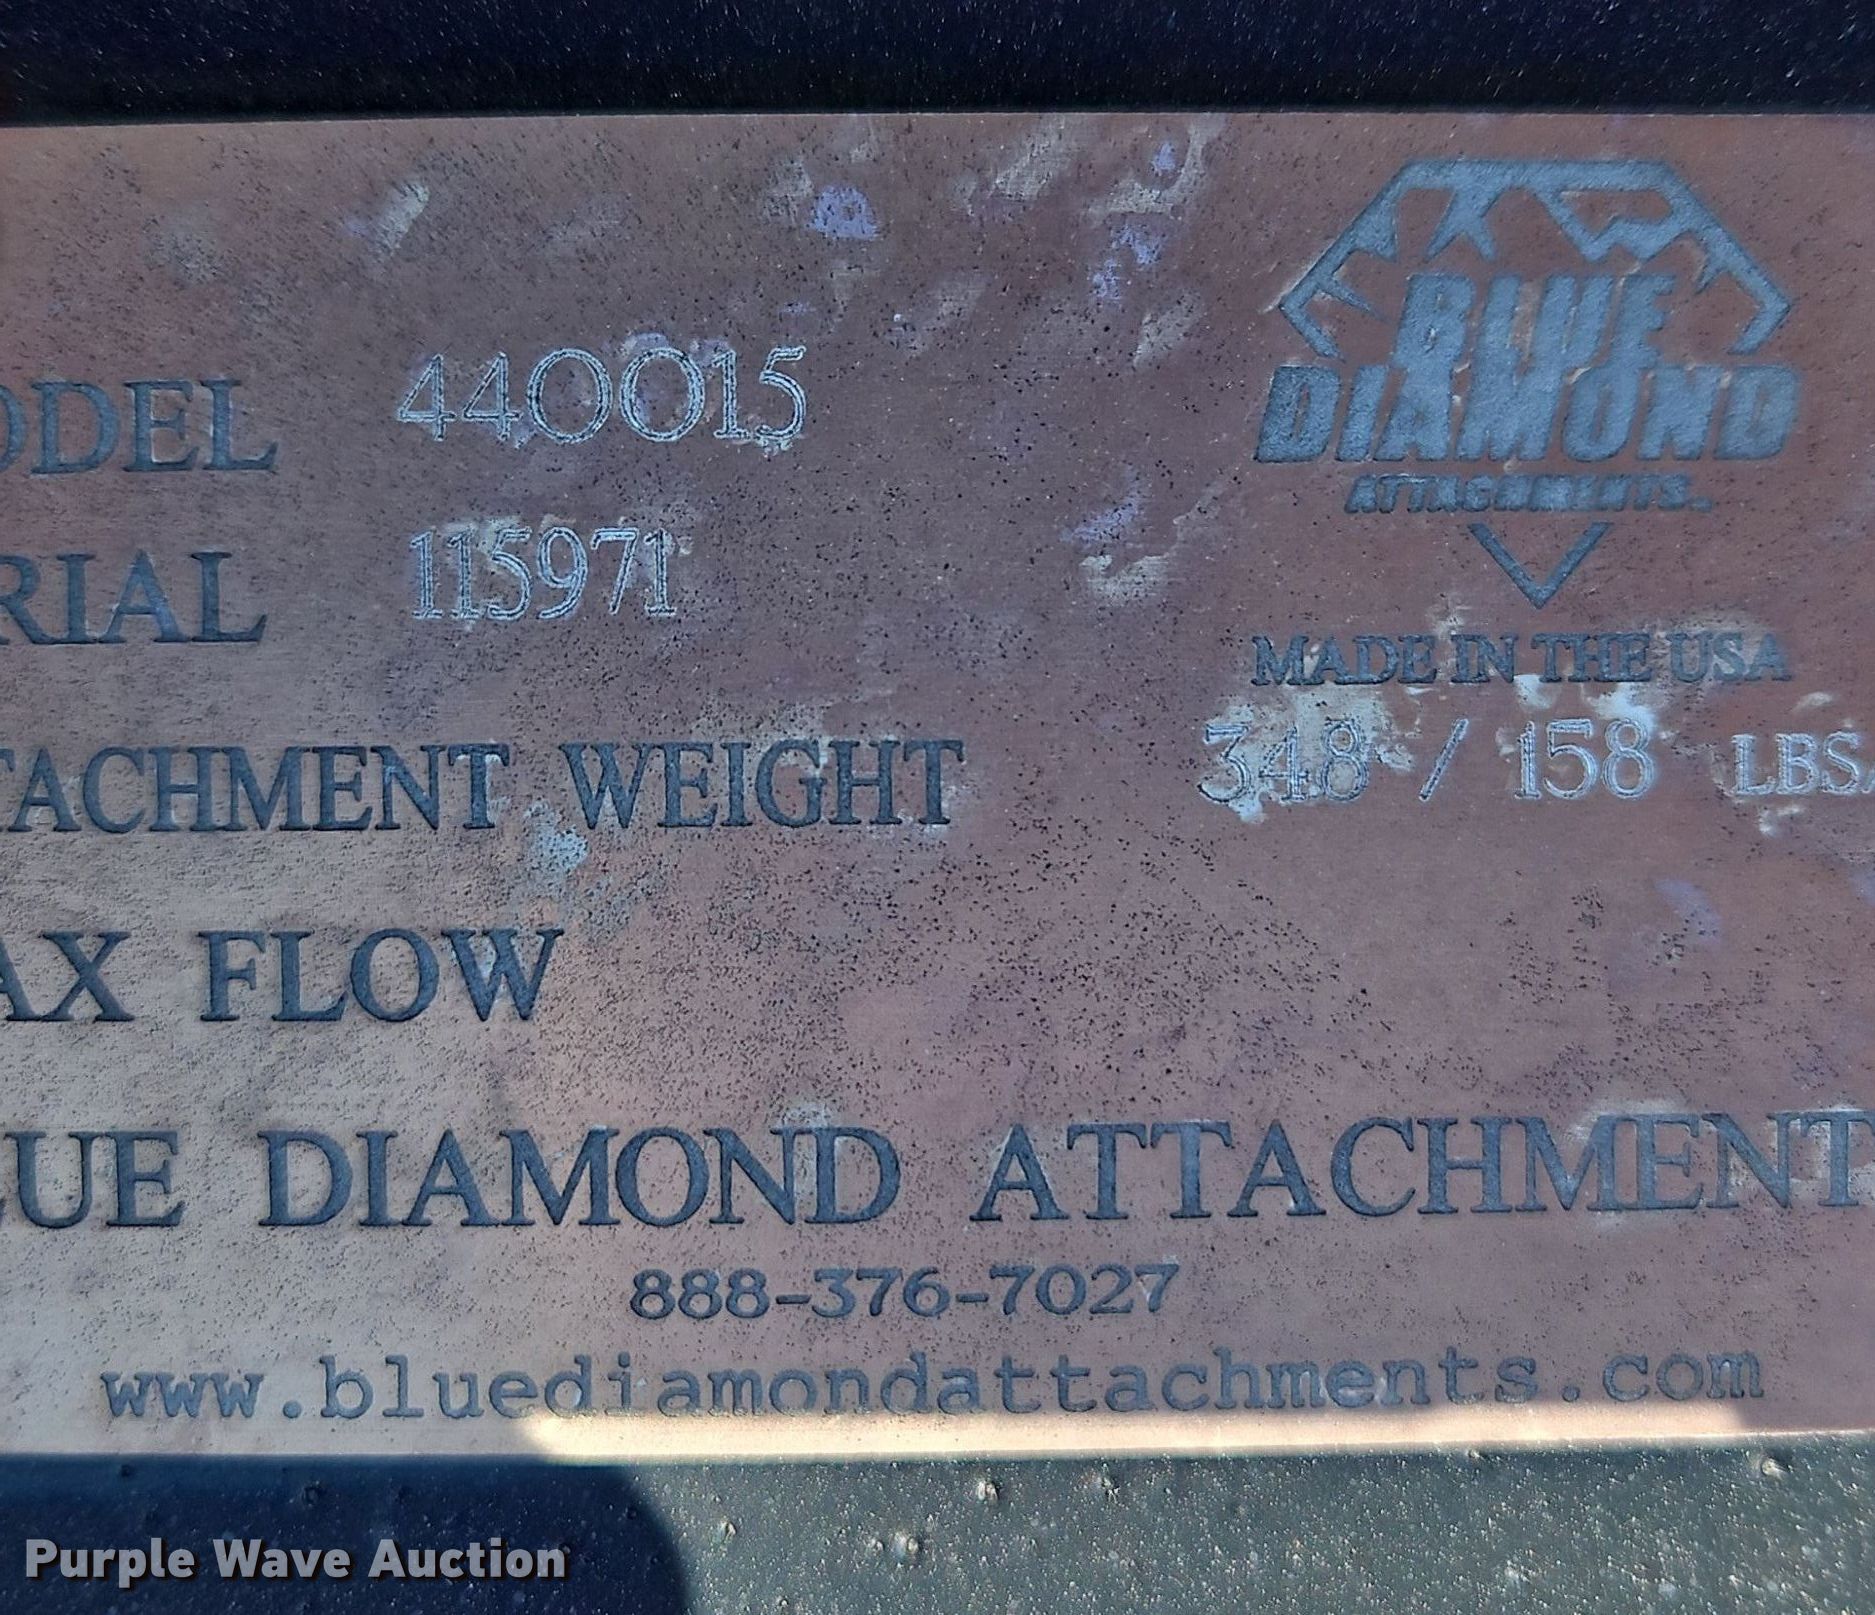 BLUE
DIAMOND
ATTACHMENTS
ODEL 440015
MADE IN THE USA
RIAL 115971
TACHMENT WEIGHT 348 / 158 LBS
AX FLOW
LUE DIAMOND ATTACHMENT
888-376-7027
www.bluediamondattachments.com
Purple Wave Auction